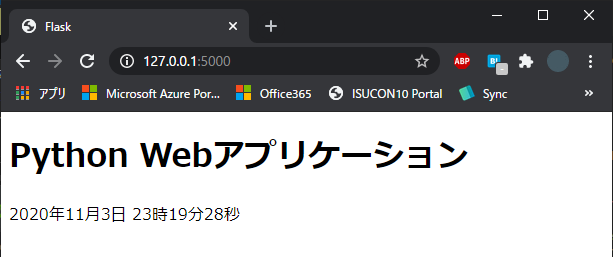 Flask
127.0.0.1:5000
ABP
B!
アプリ
Microsoft Azure Por...
Office365
ISUCON10 Portal
Sync
»
Python Webアプリケーション
2020年11月3日 23時19分28秒